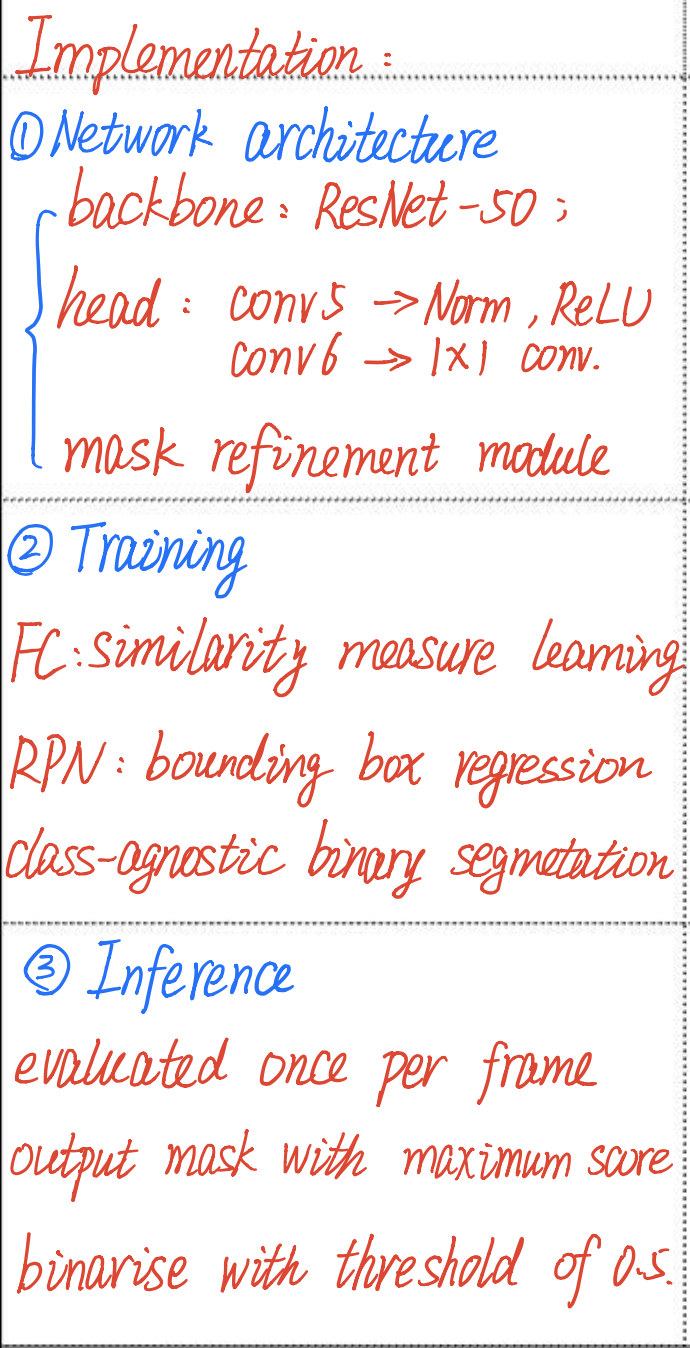 Implementation:
① Network architecture
backbone: ResNet-50;
head: conv5 → Norm, ReLU
conv6 → 1×1 conv.
mask refinement module
② Training
FC: similarity measure learning
RPN: bounding box regression
class-agnostic binary segmetation
③ Inference
evaluated once per frame
output mask with maximum score
binarise with threshold of 0.5.